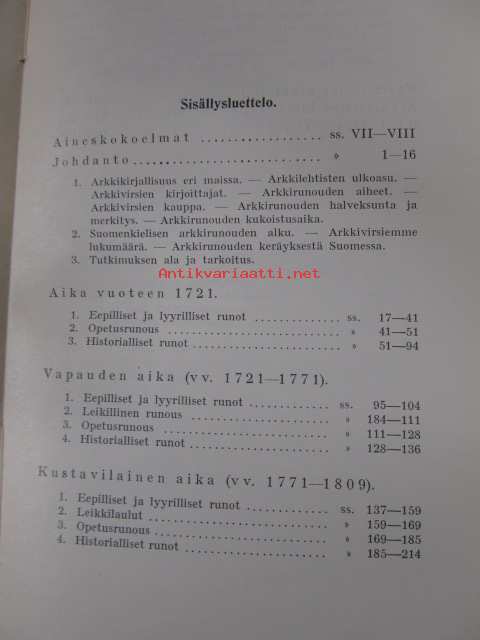 Sisällysluettelo.
Aineskokoelmat .................. ss. VII—VIII
Johdanto ............................ » 1—16
1. Arkkikirjallisuus eri maissa. — Arkkilehtisten ulkoasu. —
Arkkivirsien kirjoittajat. — Arkkirunouden aiheet. —
Arkkivirsien kauppa. — Arkkirunouden halveksunta ja
merkitys. — Arkkirunouden kukoistusaika.
2. Suomenkielisen arkkirunouden alku. — Arkkivirsiemme
lukumäärä. — Arkkirunouden keräyksestä Suomessa.
3. Tutkimuksen ala ja tarkoitus.
Antikvariaatti.net
Aika vuoteen 1721.
1. Eepilliset ja lyyrilliset runot ............. ss. 17—41
2. Opetusrunous ........................ » 41—51
3. Historialliset runot .................... » 51—94
Vapauden aika (vv. 1721—1771).
1. Eepilliset ja lyyrilliset runot ............ ss. 95—104
2. Leikillinen runous ..................... » 184—111
3. Opetusrunous ........................ » 111—128
4. Historialliset runot .................... » 128—136
Kustavilainen aika (vv. 1771—1809).
1. Eepilliset ja lyyrilliset runot ............ ss. 137—159
2. Leikkilaulut .......................... » 159—169
3. Opetusrunous ......................... » 169—185
4. Historialliset runot ..................... » 185—214